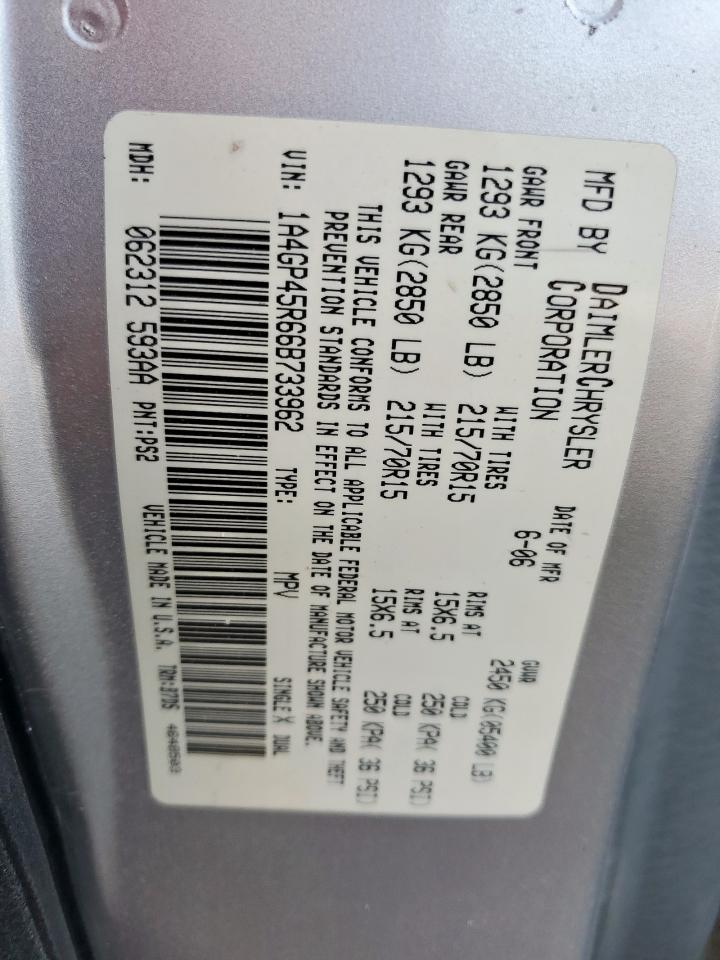 MFD BY DAIMLERCHRYSLER CORPORATION
DATE OF MFR 6-06
GVWR 2450 KG(05400 LB)
GAWR FRONT WITH TIRES RIMS AT COLD
1293 KG(2850 LB) 215/70R15 15X6.5 250 KPA( 36 PSI)
GAWR REAR WITH TIRES RIMS AT COLD
1293 KG(2850 LB) 215/70R15 15X6.5 250 KPA( 36 PSI)
THIS VEHICLE CONFORMS TO ALL APPLICABLE FEDERAL MOTOR VEHICLE SAFETY AND THEFT
PREVENTION STANDARDS IN EFFECT ON THE DATE OF MANUFACTURE SHOWN ABOVE.
VIN: 1A4GP45R66B733962 TYPE: MPV SINGLE X DUAL
MDH: 062312 593AA PNT:PS2 VEHICLE MADE IN U.S.A.